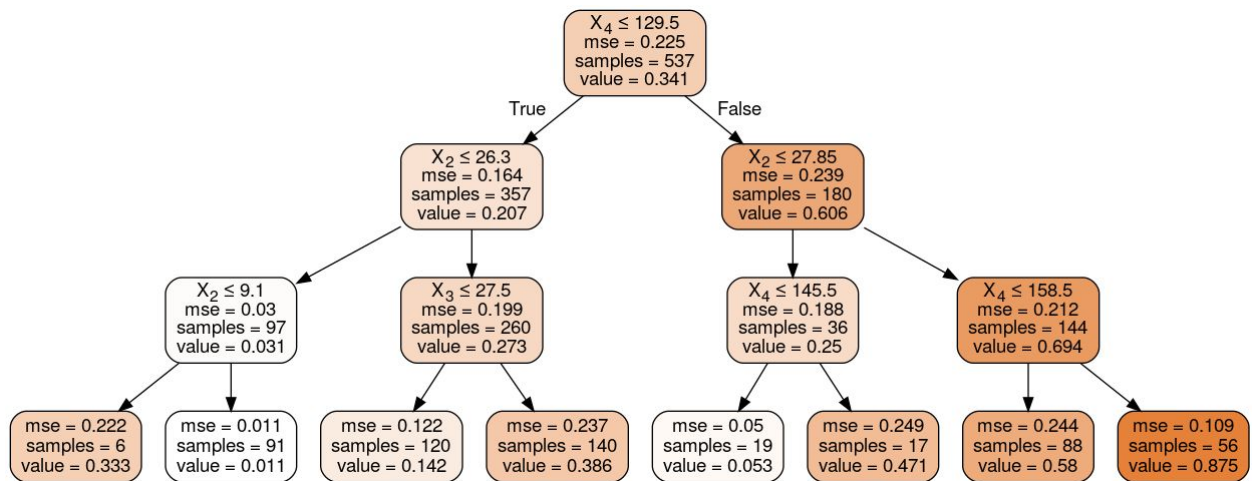 X₄ ≤ 129.5
mse = 0.225
samples = 537
value = 0.341
True
False
X₂ ≤ 26.3
mse = 0.164
samples = 357
value = 0.207
X₂ ≤ 27.85
mse = 0.239
samples = 180
value = 0.606
X₂ ≤ 9.1
mse = 0.03
samples = 97
value = 0.031
X₃ ≤ 27.5
mse = 0.199
samples = 260
value = 0.273
X₄ ≤ 145.5
mse = 0.188
samples = 36
value = 0.25
X₄ ≤ 158.5
mse = 0.212
samples = 144
value = 0.694
mse = 0.222
samples = 6
value = 0.333
mse = 0.011
samples = 91
value = 0.011
mse = 0.122
samples = 120
value = 0.142
mse = 0.237
samples = 140
value = 0.386
mse = 0.05
samples = 19
value = 0.053
mse = 0.249
samples = 17
value = 0.471
mse = 0.244
samples = 88
value = 0.58
mse = 0.109
samples = 56
value = 0.875